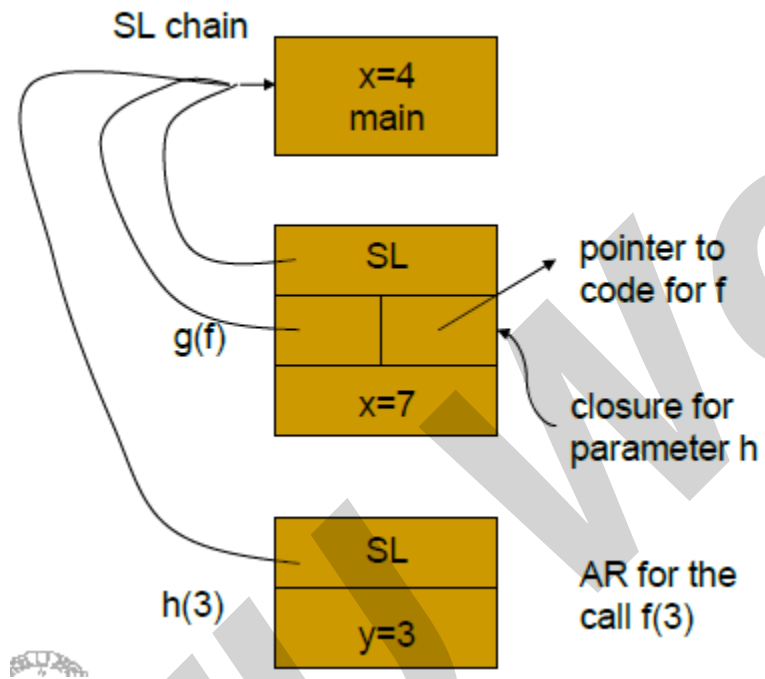 SL chain
x=4
main
SL
pointer to
code for f
g(f)
x=7
closure for
parameter h
SL
h(3)
y=3
AR for the
call f(3)